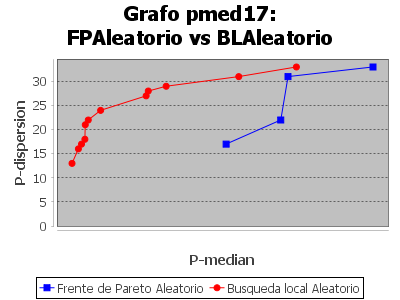 Grafo pmed17:
FPAleatorio vs BLAleatorio
P-dispersion
30
25
20
15
10
5
0
P-median
Frente de Pareto Aleatorio
Busqueda local Aleatorio